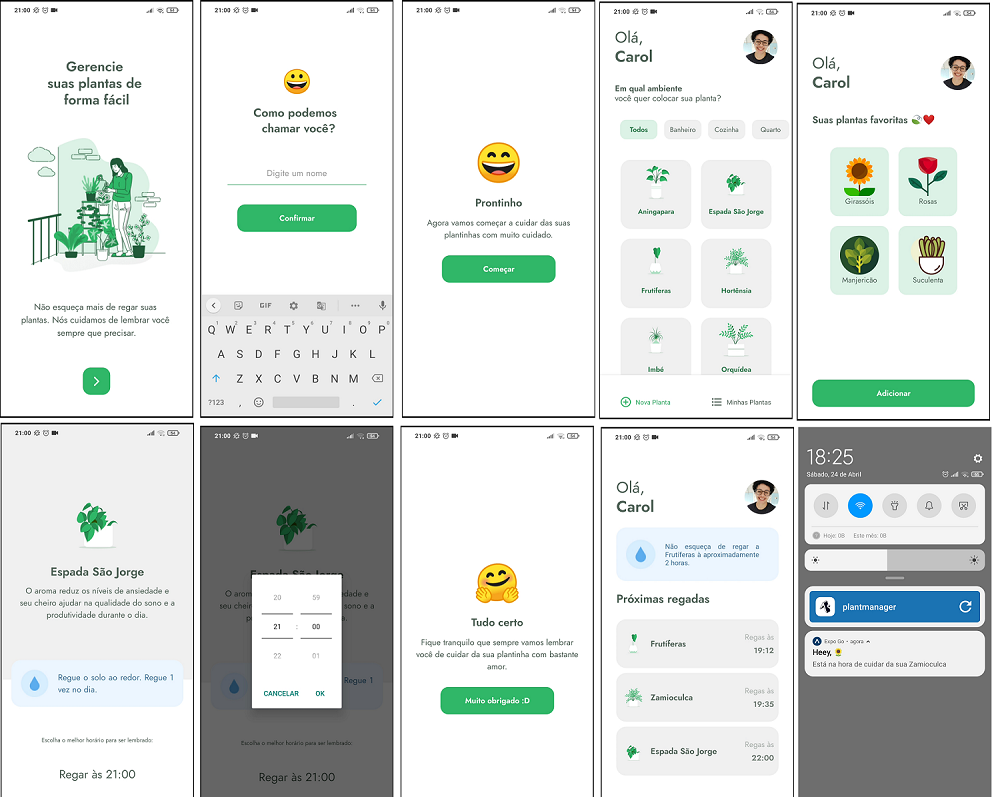 21:00
Gerencie
suas plantas de
forma fácil
Não esqueça mais de regar suas
plantas. Nós cuidamos de lembrar você
sempre que precisar.
21:00
Como podemos
chamar você?
Digite um nome
Confirmar
GIF
Q W E R T Y U I O P
A S D F G H J K L
Z X C V B N M
?123 , .
21:00
Prontinho
Agora vamos começar a cuidar das suas
plantinhas com muito cuidado.
Começar
21:00
Olá,
Carol
Em qual ambiente
você quer colocar sua planta?
Todos Banheiro Cozinha Quarto
Aningapara Espada São Jorge
Frutíferas Hortênsia
Imbé Orquídea
Nova Planta Minhas Plantas
21:00
Olá,
Carol
Suas plantas favoritas
Girassóis Rosas
Manjericão Suculenta
Adicionar
21:00
Espada São Jorge
O aroma reduz os níveis de ansiedade e
seu cheiro ajudar na qualidade do sono e a
produtividade durante o dia.
Regue o solo ao redor. Regue 1
vez no dia.
Escolha o melhor horário para ser lembrado:
Regar às 21:00
21:00
Espada São Jorge
O aroma
seu cheiro
prod
20 59
21 : 00
22 01
CANCELAR OK
Regue 1
Escolha o melhor horário para ser lembrado:
Regar às 21:00
21:00
Tudo certo
Fique tranquilo que sempre vamos lembrar
você de cuidar da sua plantinha com bastante
amor.
Muito obrigado :D
21:00
Olá,
Carol
Não esqueça de regar a
Frutíferas à aproximadamente
2 horas.
Próximas regadas
Frutíferas
Regas às
19:12
Zamioculca
Regas às
19:35
Espada São Jorge
Regas às
22:00
18:25
Sábado, 24 de Abril
Hoje: 0B Este mês: 0B
plantmanager
Expo Go • agora
Heey,
Está na hora de cuidar da sua Zamioculca